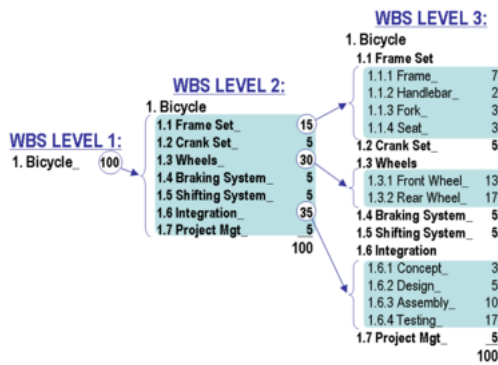 WBS LEVEL 1:
1. Bicycle_ 100
WBS LEVEL 2:
1. Bicycle
1.1 Frame Set_ 15
1.2 Crank Set_ 5
1.3 Wheels_ 30
1.4 Braking System_ 5
1.5 Shifting System_ 5
1.6 Integration_ 35
1.7 Project Mgt_ 5
100
WBS LEVEL 3:
1. Bicycle
1.1 Frame Set
1.1.1 Frame_ 7
1.1.2 Handlebar_ 2
1.1.3 Fork_ 3
1.1.4 Seat_ 3
1.2 Crank Set_ 5
1.3 Wheels
1.3.1 Front Wheel_ 13
1.3.2 Rear Wheel_ 17
1.4 Braking System_ 5
1.5 Shifting System_ 5
1.6 Integration
1.6.1 Concept_ 3
1.6.2 Design_ 5
1.6.3 Assembly_ 10
1.6.4 Testing_ 17
1.7 Project Mgt_ 5
100